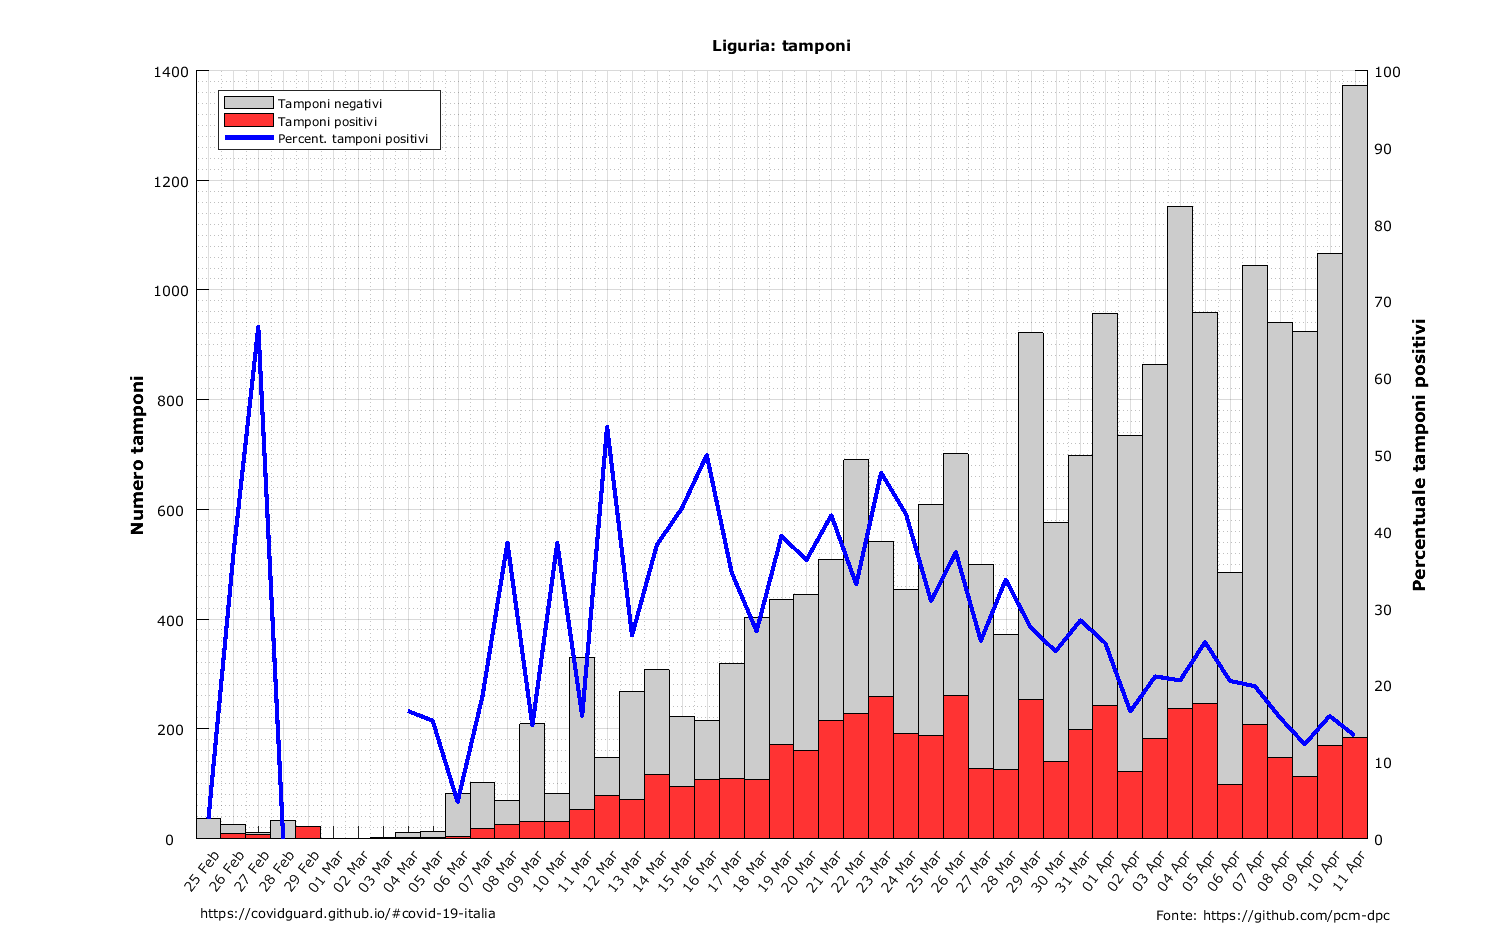 Liguria: tamponi
1400
1200
1000
800
600
400
200
0
Numero tamponi
Tamponi negativi
Tamponi positivi
Percent. tamponi positivi
100
90
80
70
60
50
40
30
20
10
0
Percentuale tamponi positivi
25 Feb
26 Feb
27 Feb
28 Feb
29 Feb
01 Mar
02 Mar
03 Mar
04 Mar
05 Mar
06 Mar
07 Mar
08 Mar
09 Mar
10 Mar
11 Mar
12 Mar
13 Mar
14 Mar
15 Mar
16 Mar
17 Mar
18 Mar
19 Mar
20 Mar
21 Mar
22 Mar
23 Mar
24 Mar
25 Mar
26 Mar
27 Mar
28 Mar
29 Mar
30 Mar
31 Mar
01 Apr
02 Apr
03 Apr
04 Apr
05 Apr
06 Apr
07 Apr
08 Apr
09 Apr
10 Apr
11 Apr
https://covidguard.github.io/#covid-19-italia
Fonte: https://github.com/pcm-dpc